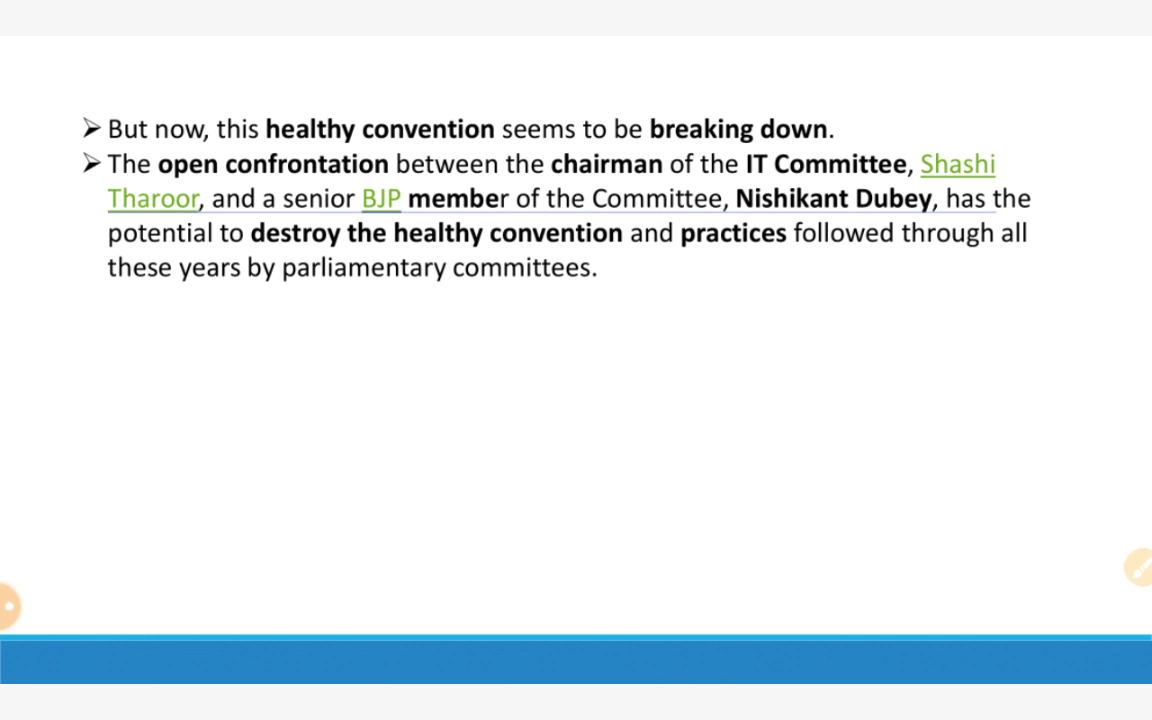 ➢ But now, this healthy convention seems to be breaking down.
➢ The open confrontation between the chairman of the IT Committee, Shashi
Tharoor, and a senior BJP member of the Committee, Nishikant Dubey, has the
potential to destroy the healthy convention and practices followed through all
these years by parliamentary committees.